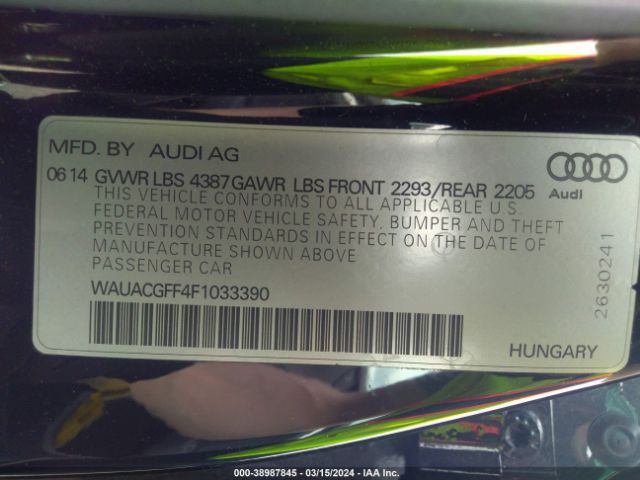 MFD. BY AUDI AG
06 14 GVWR LBS 4387 GAWR LBS FRONT 2293/REAR 2205
THIS VEHICLE CONFORMS TO ALL APPLICABLE U.S.
FEDERAL MOTOR VEHICLE SAFETY, BUMPER AND THEFT
PREVENTION STANDARDS IN EFFECT ON THE DATE OF
MANUFACTURE SHOWN ABOVE
PASSENGER CAR
WAUACGFF4F1033390
Audi
2630241
HUNGARY
000-38987845 - 03/15/2024 - IAA Inc.